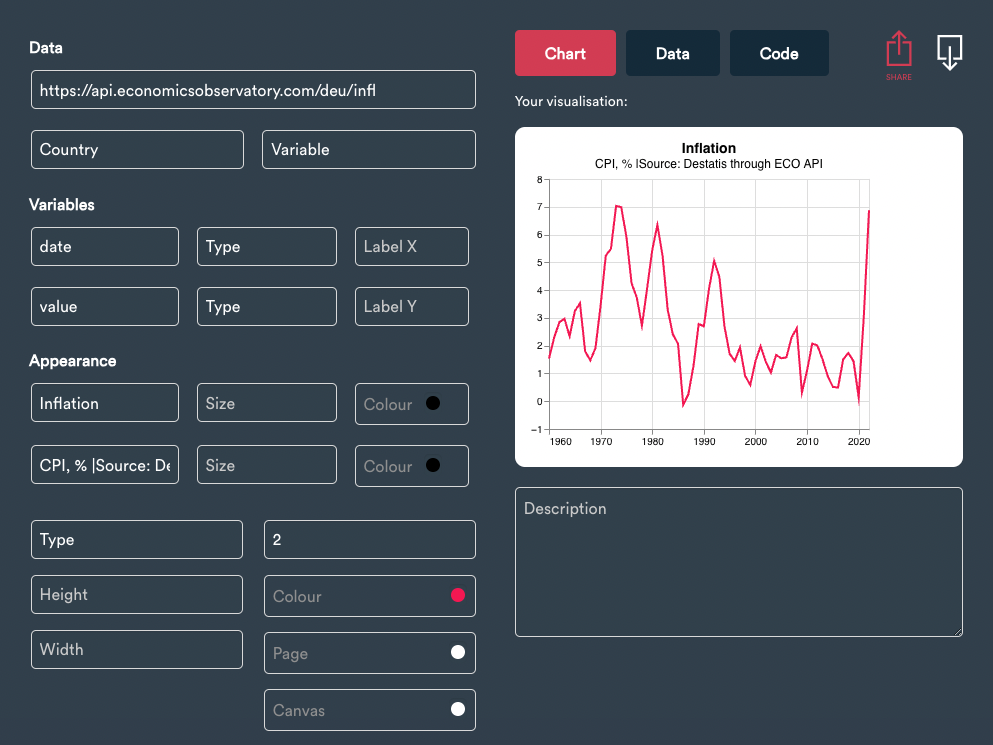 Data
https://api.economicsobservatory.com/deu/infl
Country
Variable
Variables
date
Type
Label X
value
Type
Label Y
Appearance
Inflation
Size
Colour
CPI, % |Source: De
Size
Colour
Type
2
Height
Colour
Width
Page
Canvas
Chart
Data
Code
SHARE
Your visualisation:
Inflation
CPI, % |Source: Destatis through ECO API
8
7
6
5
4
3
2
1
0
−1
1960 1970 1980 1990 2000 2010 2020
Description